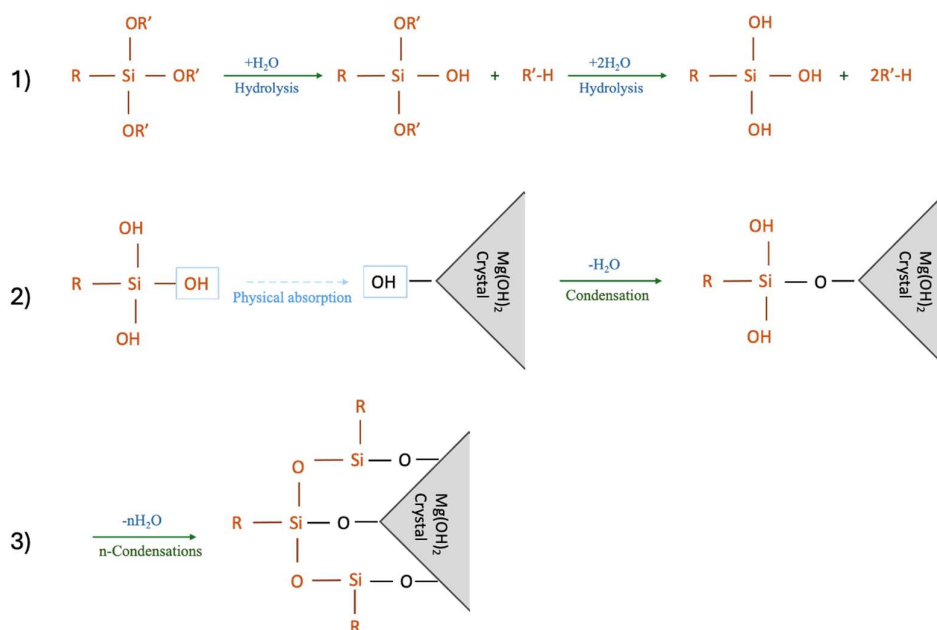 1)
OR’ OR’ OH
R Si OR’ +H₂O Hydrolysis R Si OH + R’-H +2H₂O Hydrolysis R Si OH + 2R’-H
OR’ OR’ OH
2)
OH OH
R Si OH Physical absorption OH Mg(OH)₂ Crystal -H₂O Condensation R Si O Mg(OH)₂ Crystal
OH OH
3)
R
O Si O
-nH₂O n-Condensations R Si O Mg(OH)₂ Crystal
O Si O
R